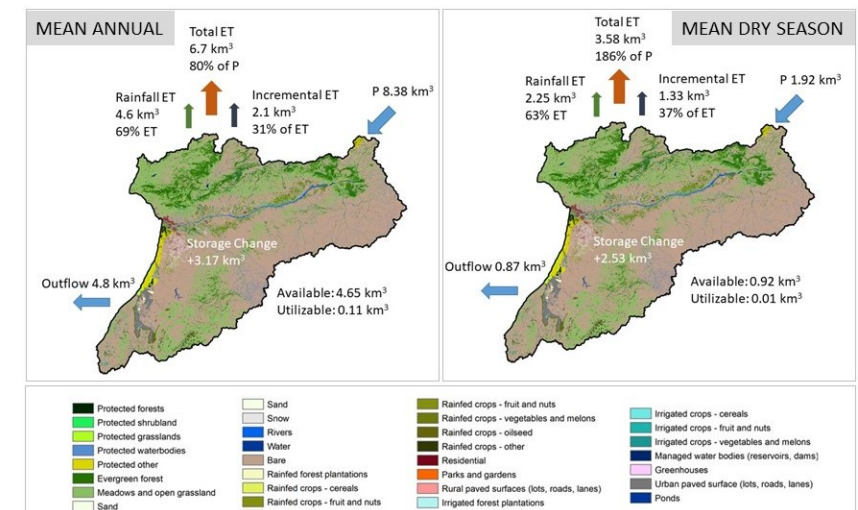 MEAN ANNUAL
Total ET
6.7 km³
80% of P
Rainfall ET
4.6 km³
69% ET
Incremental ET
2.1 km³
31% of ET
P 8.38 km³
Storage Change
+3.17 km³
Outflow 4.8 km³
Available: 4.65 km³
Utilizable: 0.11 km³
MEAN DRY SEASON
Total ET
3.58 km³
186% of P
Rainfall ET
2.25 km³
63% ET
Incremental ET
1.33 km³
37% of ET
P 1.92 km³
Storage Change
+2.53 km³
Outflow 0.87 km³
Available: 0.92 km³
Utilizable: 0.01 km³
Protected forests
Protected shrubland
Protected grasslands
Protected waterbodies
Protected other
Evergreen forest
Meadows and open grassland
Sand
Sand
Snow
Rivers
Water
Bare
Rainfed forest plantations
Rainfed crops - cereals
Rainfed crops - fruit and nuts
Rainfed crops - fruit and nuts
Rainfed crops - vegetables and melons
Rainfed crops - oilseed
Rainfed crops - other
Residential
Parks and gardens
Rural paved surfaces (lots, roads, lanes)
Irrigated forest plantations
Irrigated crops - cereals
Irrigated crops - fruit and nuts
Irrigated crops - vegetables and melons
Managed water bodies (reservoirs, dams)
Greenhouses
Urban paved surface (lots, roads, lanes)
Ponds